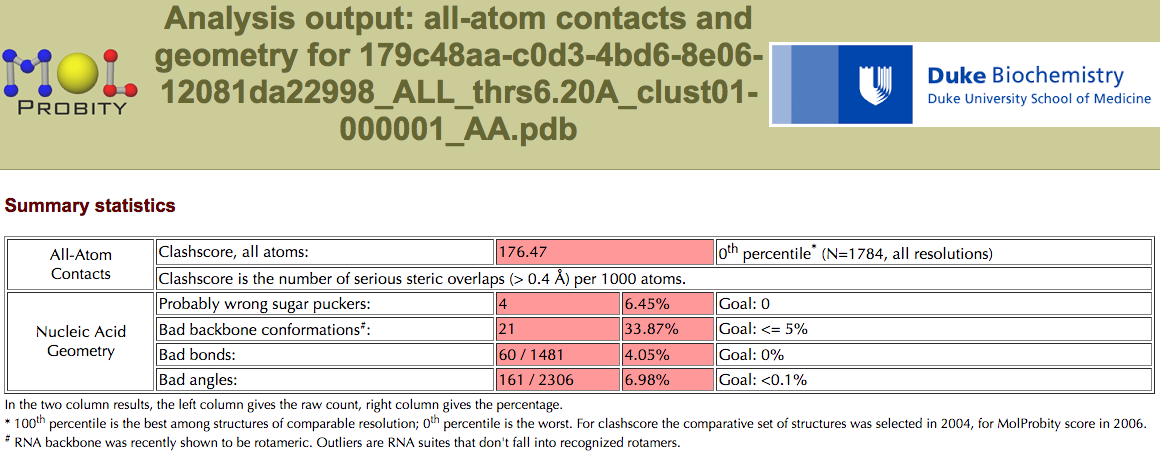 Analysis output: all-atom contacts and
geometry for 179c48aa-c0d3-4bd6-8e06-
12081da22998_ALL_thrs6.20A_clust01-
000001_AA.pdb
MOL
PROBITY
Duke Biochemistry
Duke University School of Medicine
Summary statistics
All-Atom
Contacts
Clashscore, all atoms: 176.47 0th percentile* (N=1784, all resolutions)
Clashscore is the number of serious steric overlaps (> 0.4 Å) per 1000 atoms.
Nucleic Acid
Geometry
Probably wrong sugar puckers: 4 6.45% Goal: 0
Bad backbone conformations#: 21 33.87% Goal: <= 5%
Bad bonds: 60 / 1481 4.05% Goal: 0%
Bad angles: 161 / 2306 6.98% Goal: <0.1%
In the two column results, the left column gives the raw count, right column gives the percentage.
* 100th percentile is the best among structures of comparable resolution; 0th percentile is the worst. For clashscore the comparative set of structures was selected in 2004, for MolProbity score in 2006.
# RNA backbone was recently shown to be rotameric. Outliers are RNA suites that don't fall into recognized rotamers.